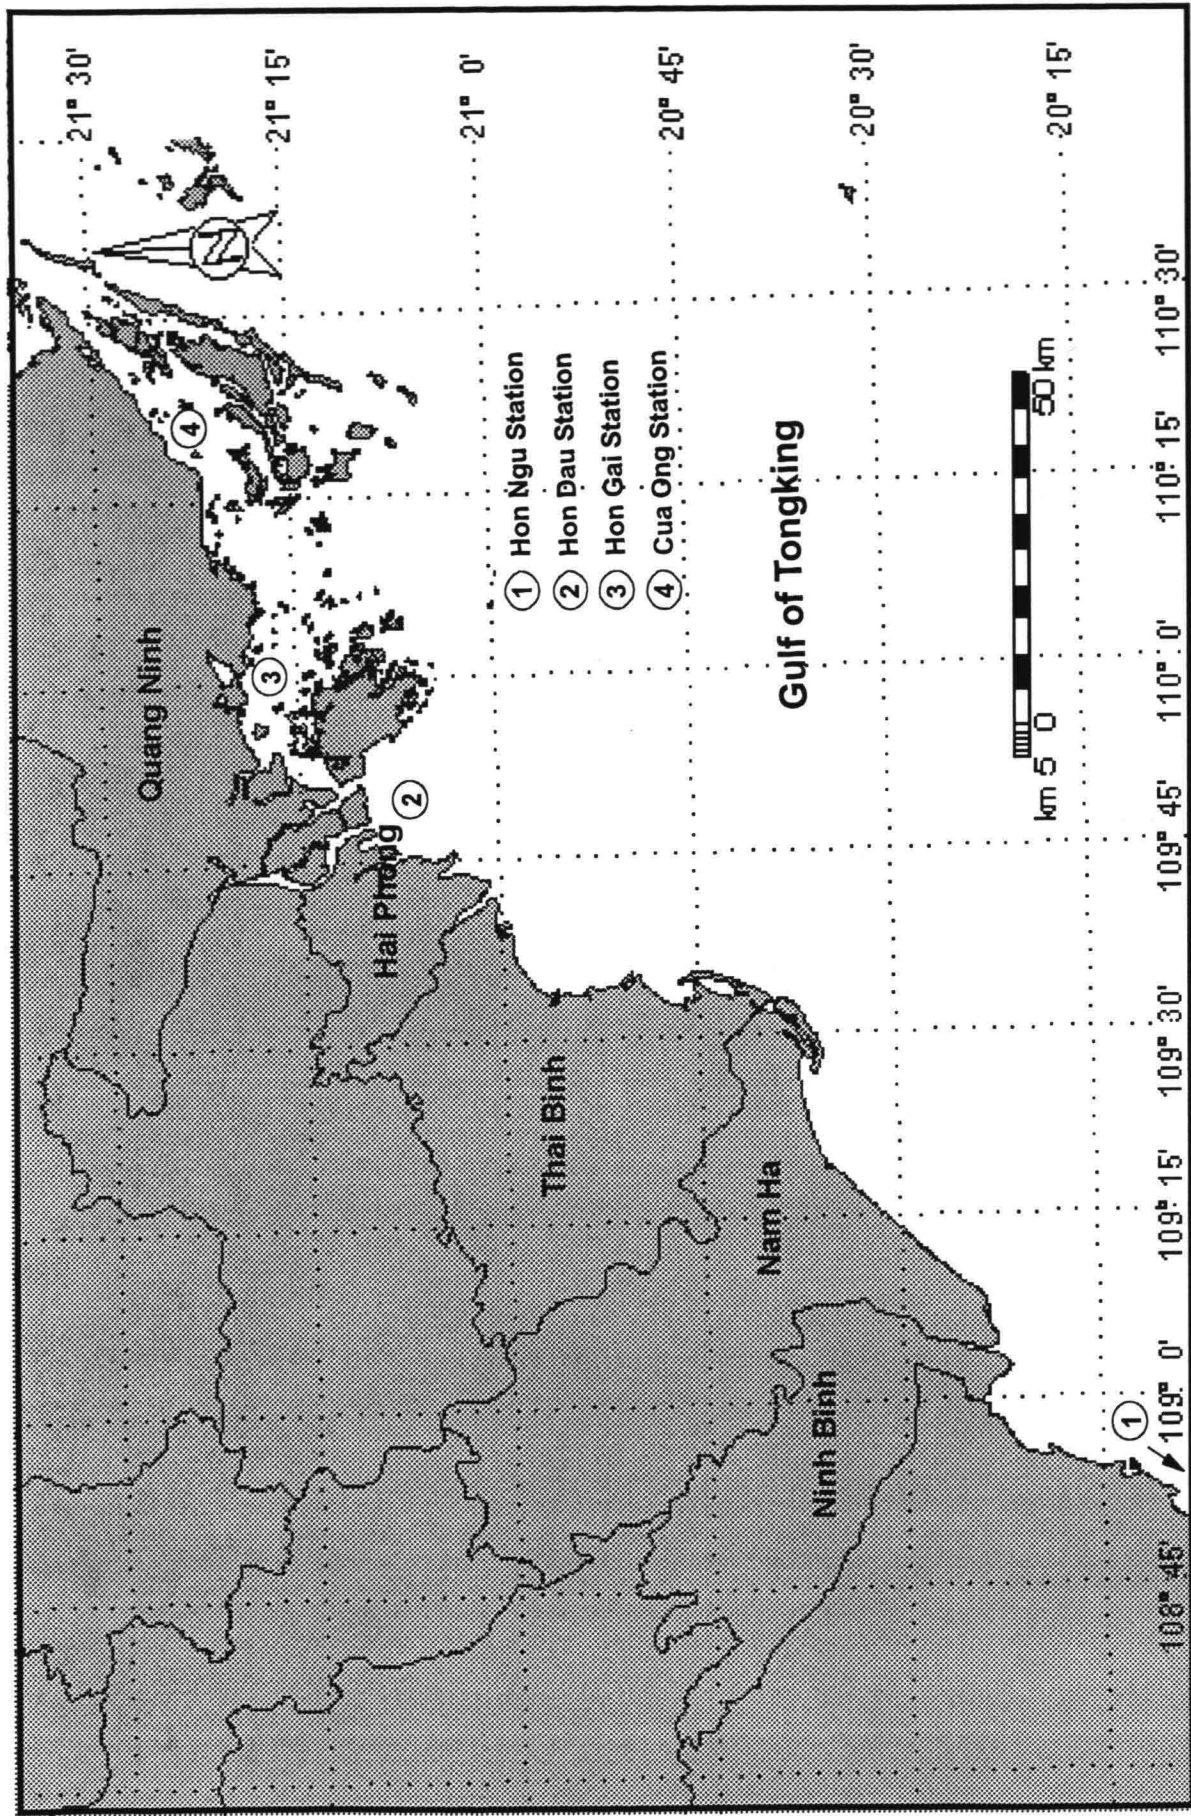 21° 30'
21° 15'
21° 0'
20° 45'
20° 30'
20° 15'
N
Quang Ninh
Hai Phong
Thai Binh
Nam Ha
Ninh Binh
4
3
2
1
1 Hon Ngu Station
2 Hon Dau Station
3 Hon Gai Station
4 Cua Ong Station
Gulf of Tongking
km 5 0 50 km
108° 45'
109° 0'
109° 15'
109° 30'
109° 45'
110° 0'
110° 15'
110° 30'